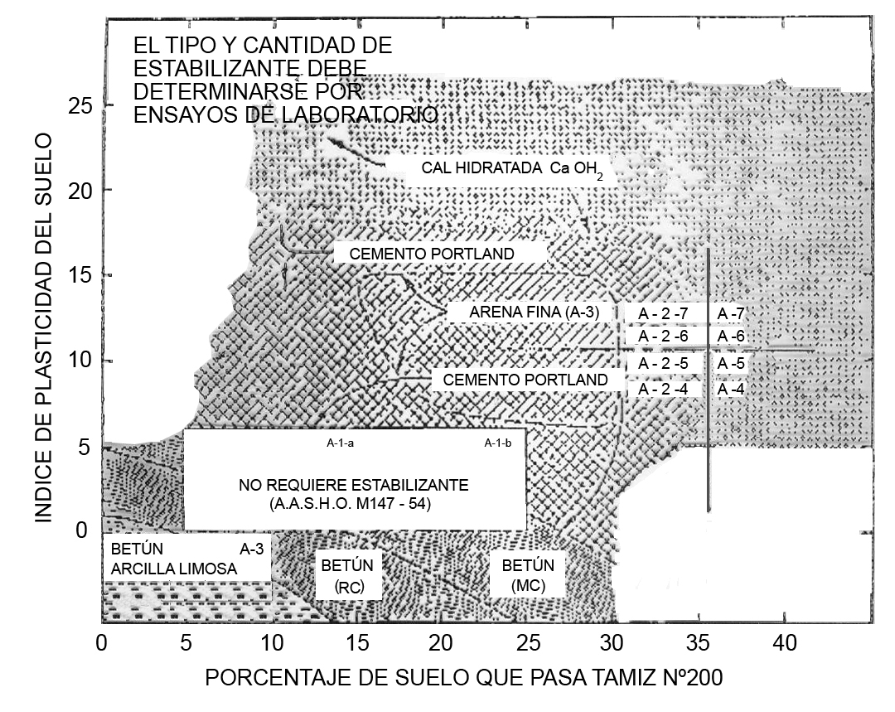 EL TIPO Y CANTIDAD DE
ESTABILIZANTE DEBE
DETERMINARSE POR
ENSAYOS DE LABORATORIO
CAL HIDRATADA Ca OH2
CEMENTO PORTLAND
ARENA FINA (A-3)
CEMENTO PORTLAND
A - 2 -7 A -7
A - 2 -6 A -6
A - 2 -5 A -5
A - 2 -4 A -4
A-1-a A-1-b
NO REQUIERE ESTABILIZANTE
(A.A.S.H.O. M147 - 54)
BETÚN A-3
ARCILLA LIMOSA
BETÚN
(RC)
BETÚN
(MC)
25
20
15
10
5
0
INDICE DE PLASTICIDAD DEL SUELO
0 5 10 15 20 25 30 35 40
PORCENTAJE DE SUELO QUE PASA TAMIZ Nº200